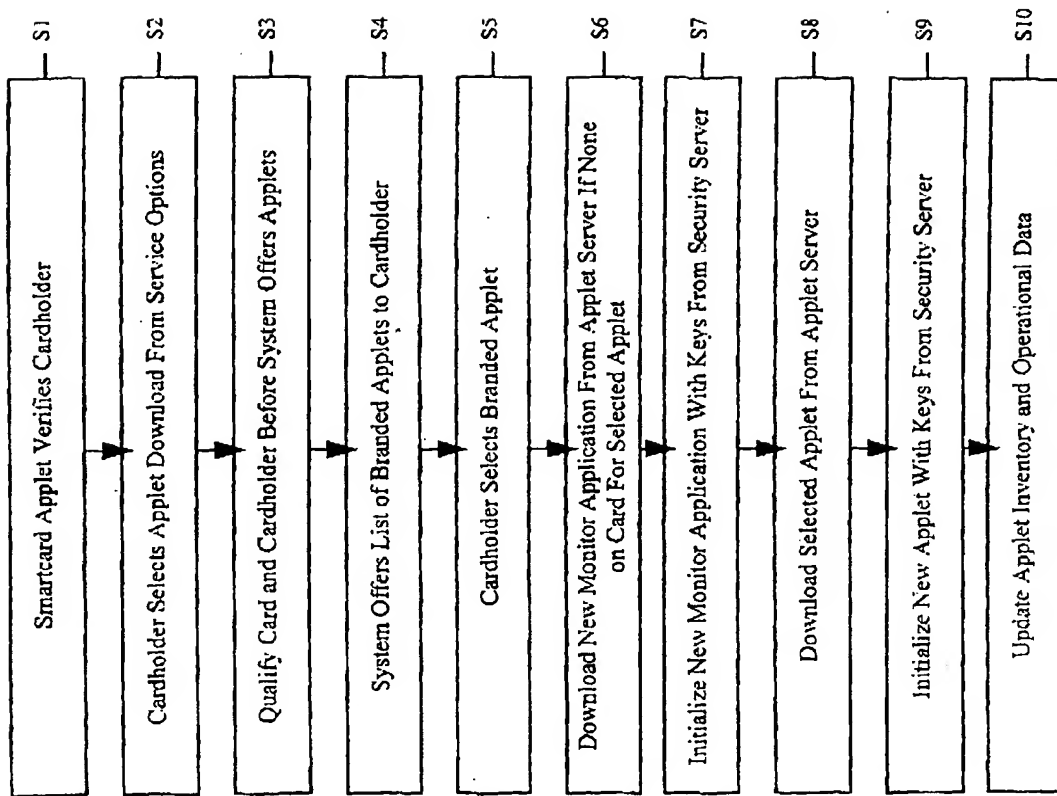 Smartcard Applet Verifies Cardholder
S1
Cardholder Selects Applet Download From Service Options
S2
Qualify Card and Cardholder Before System Offers Applets
S3
System Offers List of Branded Applets to Cardholder
S4
Cardholder Selects Branded Applet
S5
Download New Monitor Application From Applet Server If None
on Card For Selected Applet
S6
Initialize New Monitor Application With Keys From Security Server
S7
Download Selected Applet From Applet Server
S8
Initialize New Applet With Keys From Security Server
S9
Update Applet Inventory and Operational Data
S10